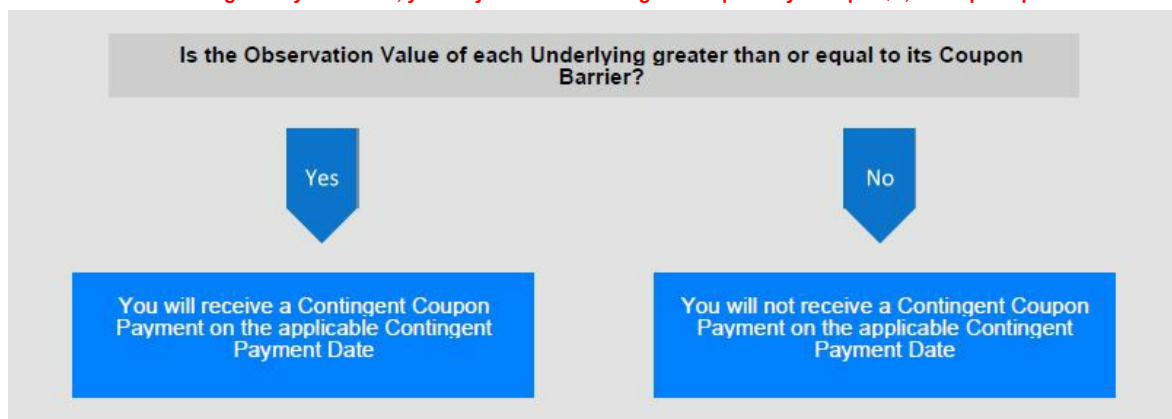 Is the Observation Value of each Underlying greater than or equal to its Coupon
Barrier?
Yes
No
You will receive a Contingent Coupon
Payment on the applicable Contingent
Payment Date
You will not receive a Contingent Coupon
Payment on the applicable Contingent
Payment Date